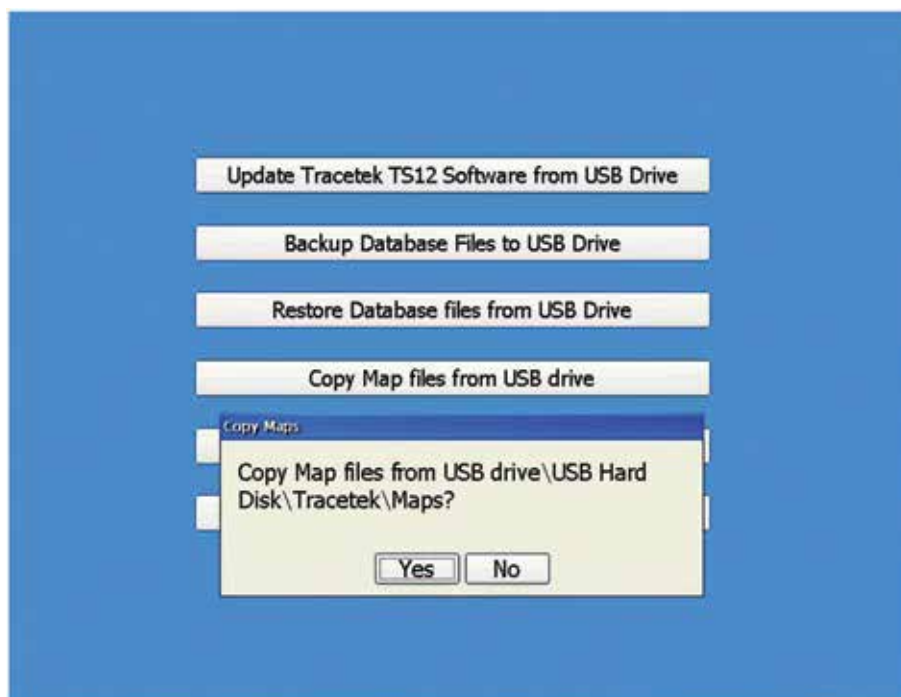 Update Tracetek TS12 Software from USB Drive
Backup Database Files to USB Drive
Restore Database files from USB Drive
Copy Map files from USB drive
Copy Maps
Copy Map files from USB drive\USB Hard
Disk\Tracetek\Maps?
Yes No